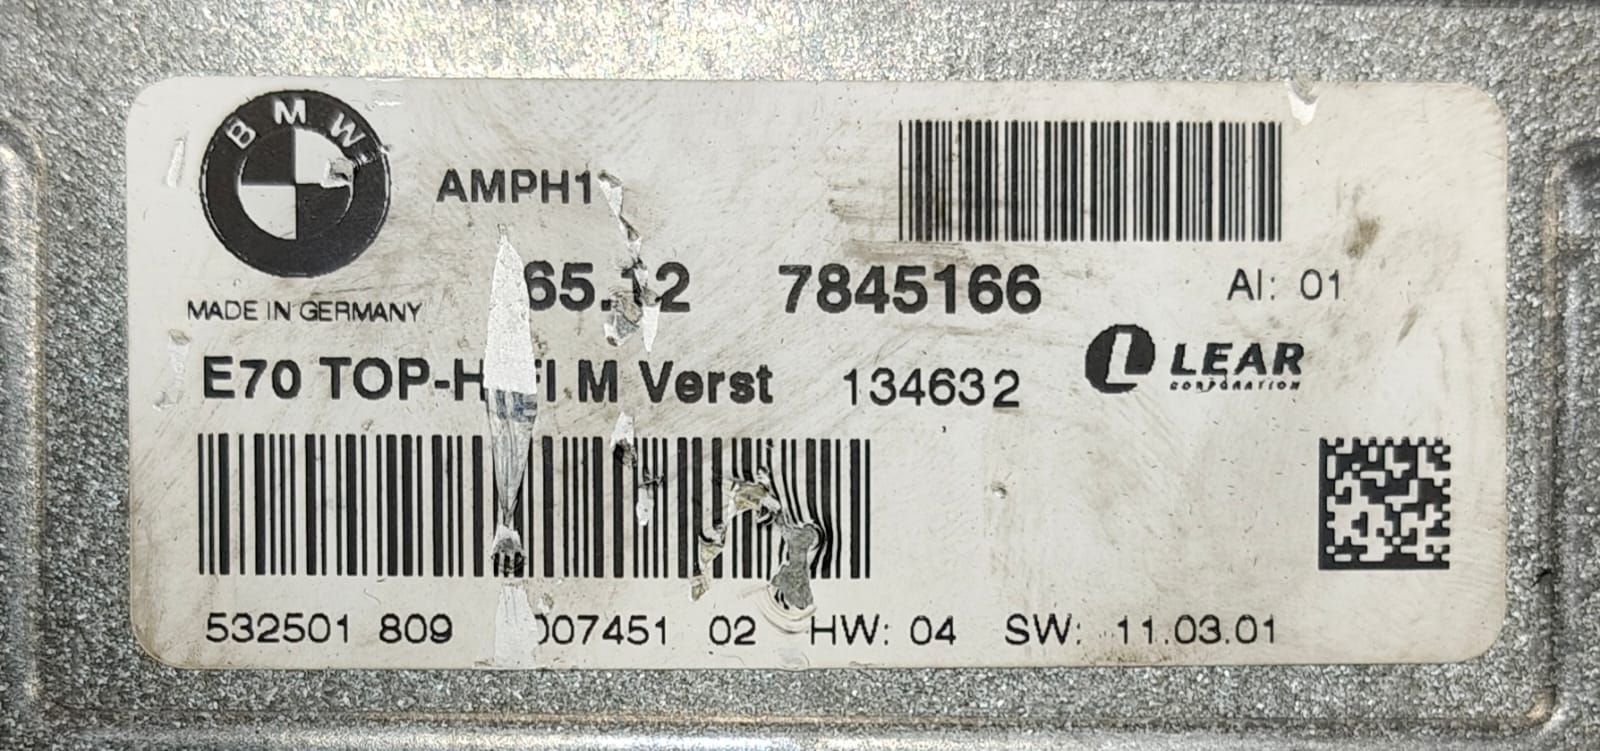 BMW
AMPH1
MADE IN GERMANY
65.12 7845166 AI: 01
E70 TOP-H FI M Verst 134632
LEAR
CORPORATION
532501 809 007451 02 HW: 04 SW: 11.03.01